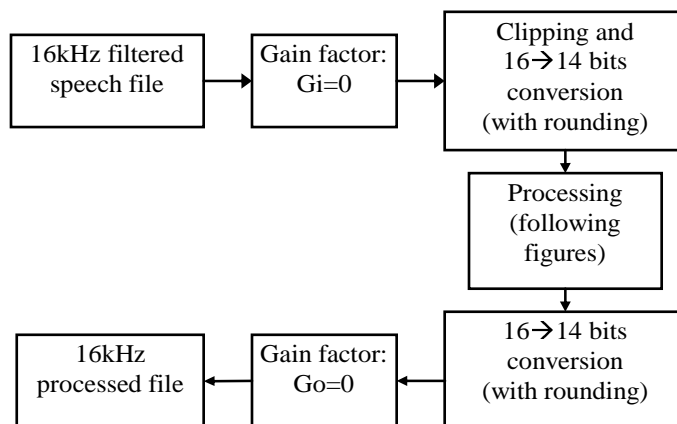 16kHz filtered
speech file
Gain factor:
Gi=0
Clipping and
16→14 bits
conversion
(with rounding)
Processing
(following
figures)
16→14 bits
conversion
(with rounding)
Gain factor:
Go=0
16kHz
processed file